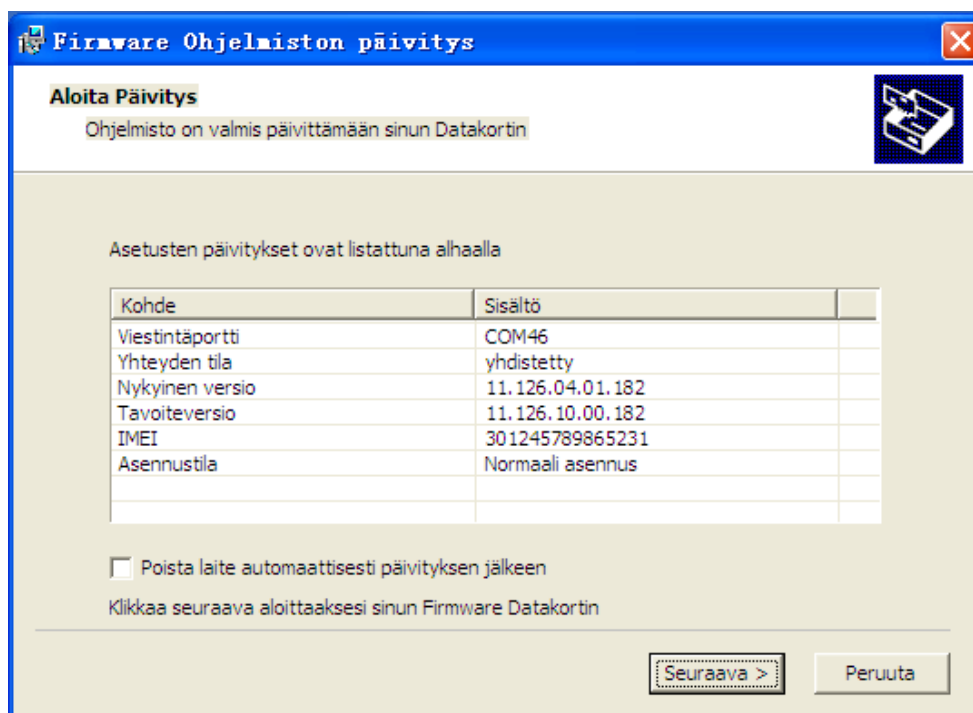 Firmware Ohjelmiston päivitys
Aloita Päivitys
Ohjelmisto on valmis päivittämään sinun Datakortin
Asetusten päivitykset ovat listattuna alhaalla
Kohde Sisältö
Viestintäportti COM46
Yhteyden tila yhdistetty
Nykyinen versio 11.126.04.01.182
Tavoiteversio 11.126.10.00.182
IMEI 301245789865231
Asennustila Normaali asennus
Poista laite automaattisesti päivityksen jälkeen
Klikkaa seuraava aloittaaksesi sinun Firmware Datakortin
Seuraava > Peruuta